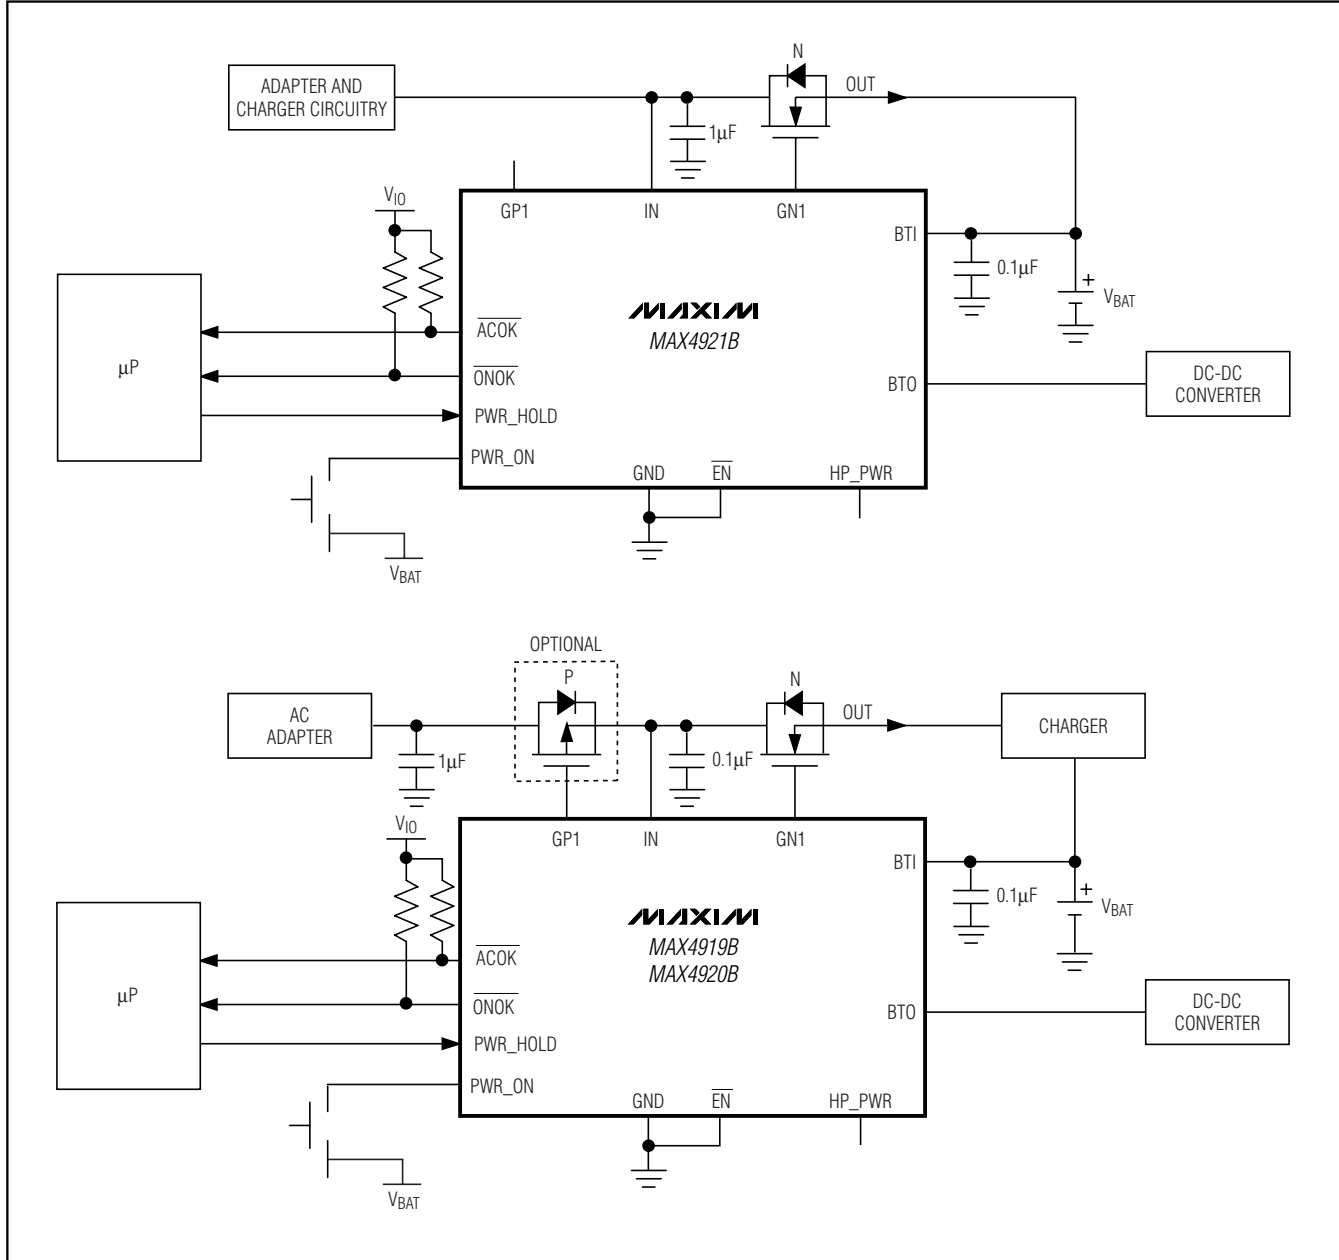 N
ADAPTER AND
CHARGER CIRCUITRY
OUT
1µF
V_IO
GP1
IN
GN1
BTI
0.1µF
+
V_BAT
MAXIM
MAX4921B
µP
ACOK
ONOK
PWR_HOLD
PWR_ON
BTO
DC-DC
CONVERTER
GND
EN
HP_PWR
V_BAT
OPTIONAL
P
N
AC
ADAPTER
OUT
CHARGER
1µF
0.1µF
V_IO
GP1
IN
GN1
BTI
0.1µF
+
V_BAT
MAXIM
MAX4919B
MAX4920B
µP
ACOK
ONOK
PWR_HOLD
PWR_ON
BTO
DC-DC
CONVERTER
GND
EN
HP_PWR
V_BAT